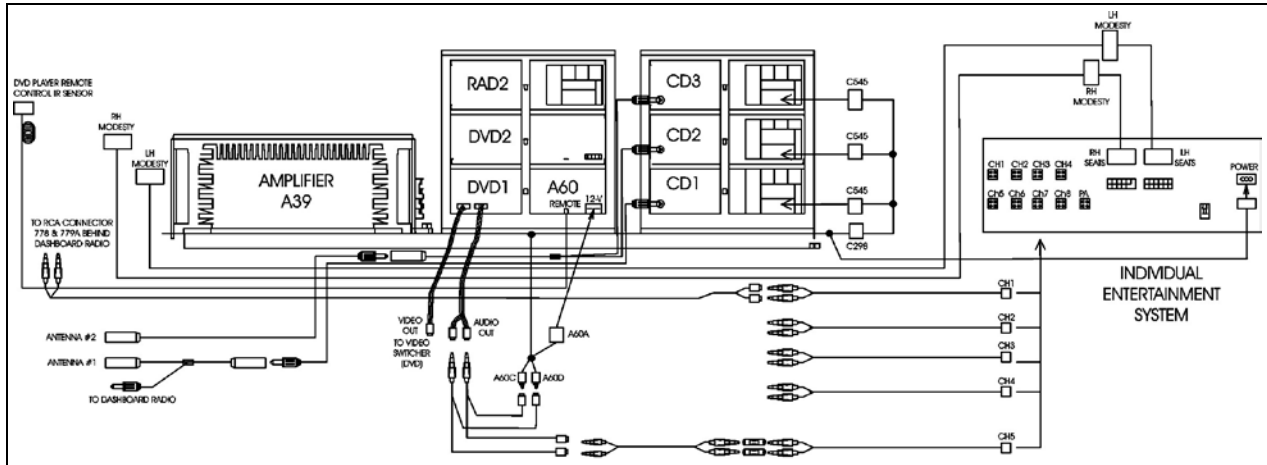 DVD PLAYER REMOTE
CONTROL IR SENSOR
RH
MODESTY
LH
MODESTY
AMPLIFIER
A39
RAD2
DVD2
DVD1
A60
REMOTE
12-V
CD3
CD2
CD1
C545
C545
C545
C298
LH
MODESTY
RH
MODESTY
RH
SEATS
LH
SEATS
POWER
CH1
CH2
CH3
CH4
Ch5
Ch6
Ch7
Ch8
PA
INDIVIDUAL
ENTERTAINMENT
SYSTEM
TO RCA CONNECTOR
778 & 779A BEHIND
DASHBOARD RADIO
ANTENNA #2
ANTENNA #1
TO DASHBOARD RADIO
VIDEO
OUT
TO VIDEO
SWITCHER
(DVD)
AUDIO
OUT
A60A
A60C
A60D
CH1
CH2
CH3
CH4
CH5